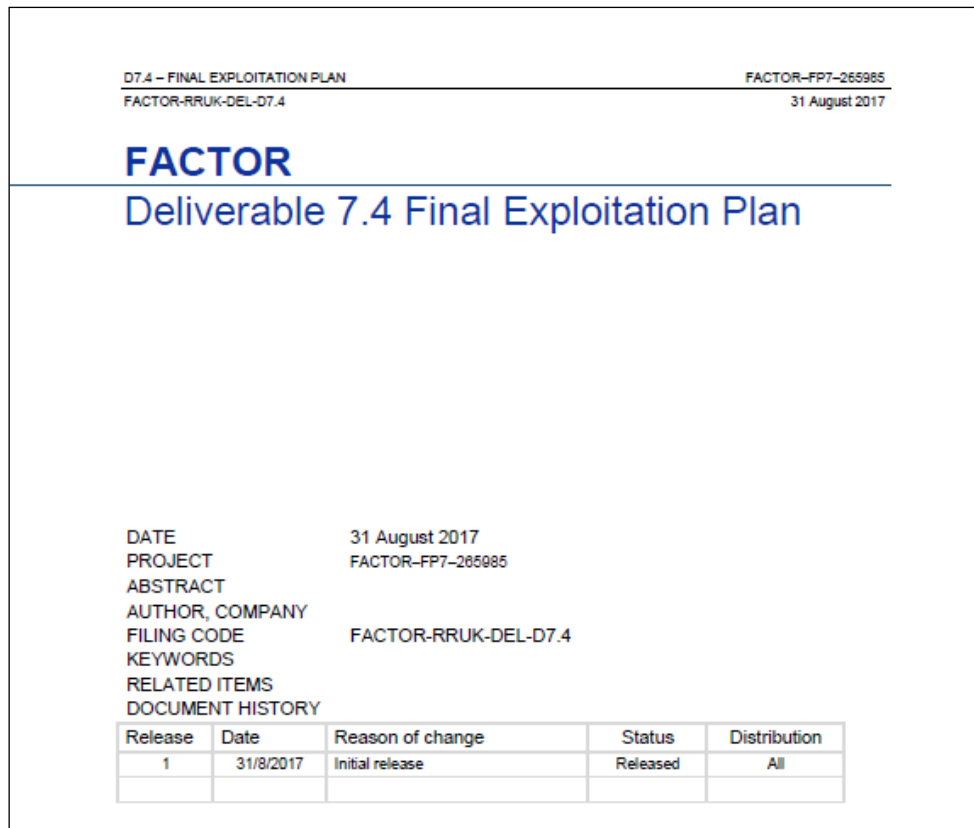 D7.4 – FINAL EXPLOITATION PLAN FACTOR–FP7–265985
FACTOR-RRUK-DEL-D7.4 31 August 2017
FACTOR
Deliverable 7.4 Final Exploitation Plan
DATE 31 August 2017
PROJECT FACTOR–FP7–265985
ABSTRACT
AUTHOR, COMPANY
FILING CODE FACTOR-RRUK-DEL-D7.4
KEYWORDS
RELATED ITEMS
DOCUMENT HISTORY
Release Date Reason of change Status Distribution
1 31/8/2017 Initial release Released All